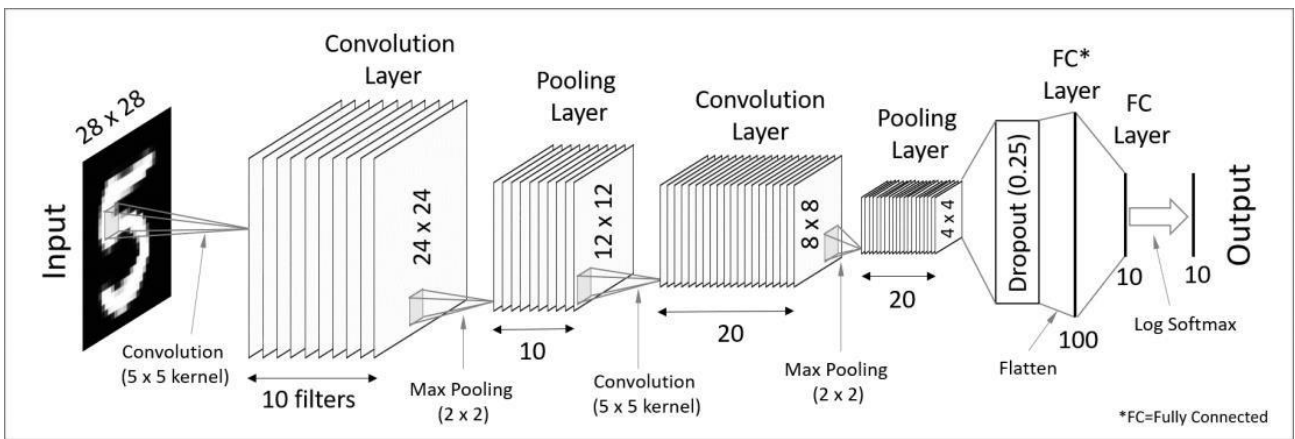 Input
28 x 28
Convolution
(5 x 5 kernel)
Convolution
Layer
24 x 24
10 filters
Max Pooling
(2 x 2)
Pooling
Layer
12 x 12
10
Convolution
(5 x 5 kernel)
Convolution
Layer
8 x 8
20
Max Pooling
(2 x 2)
Pooling
Layer
4 x 4
20
Dropout (0.25)
Flatten
FC*
Layer
100
FC
Layer
10
Log Softmax
10
Output
*FC=Fully Connected